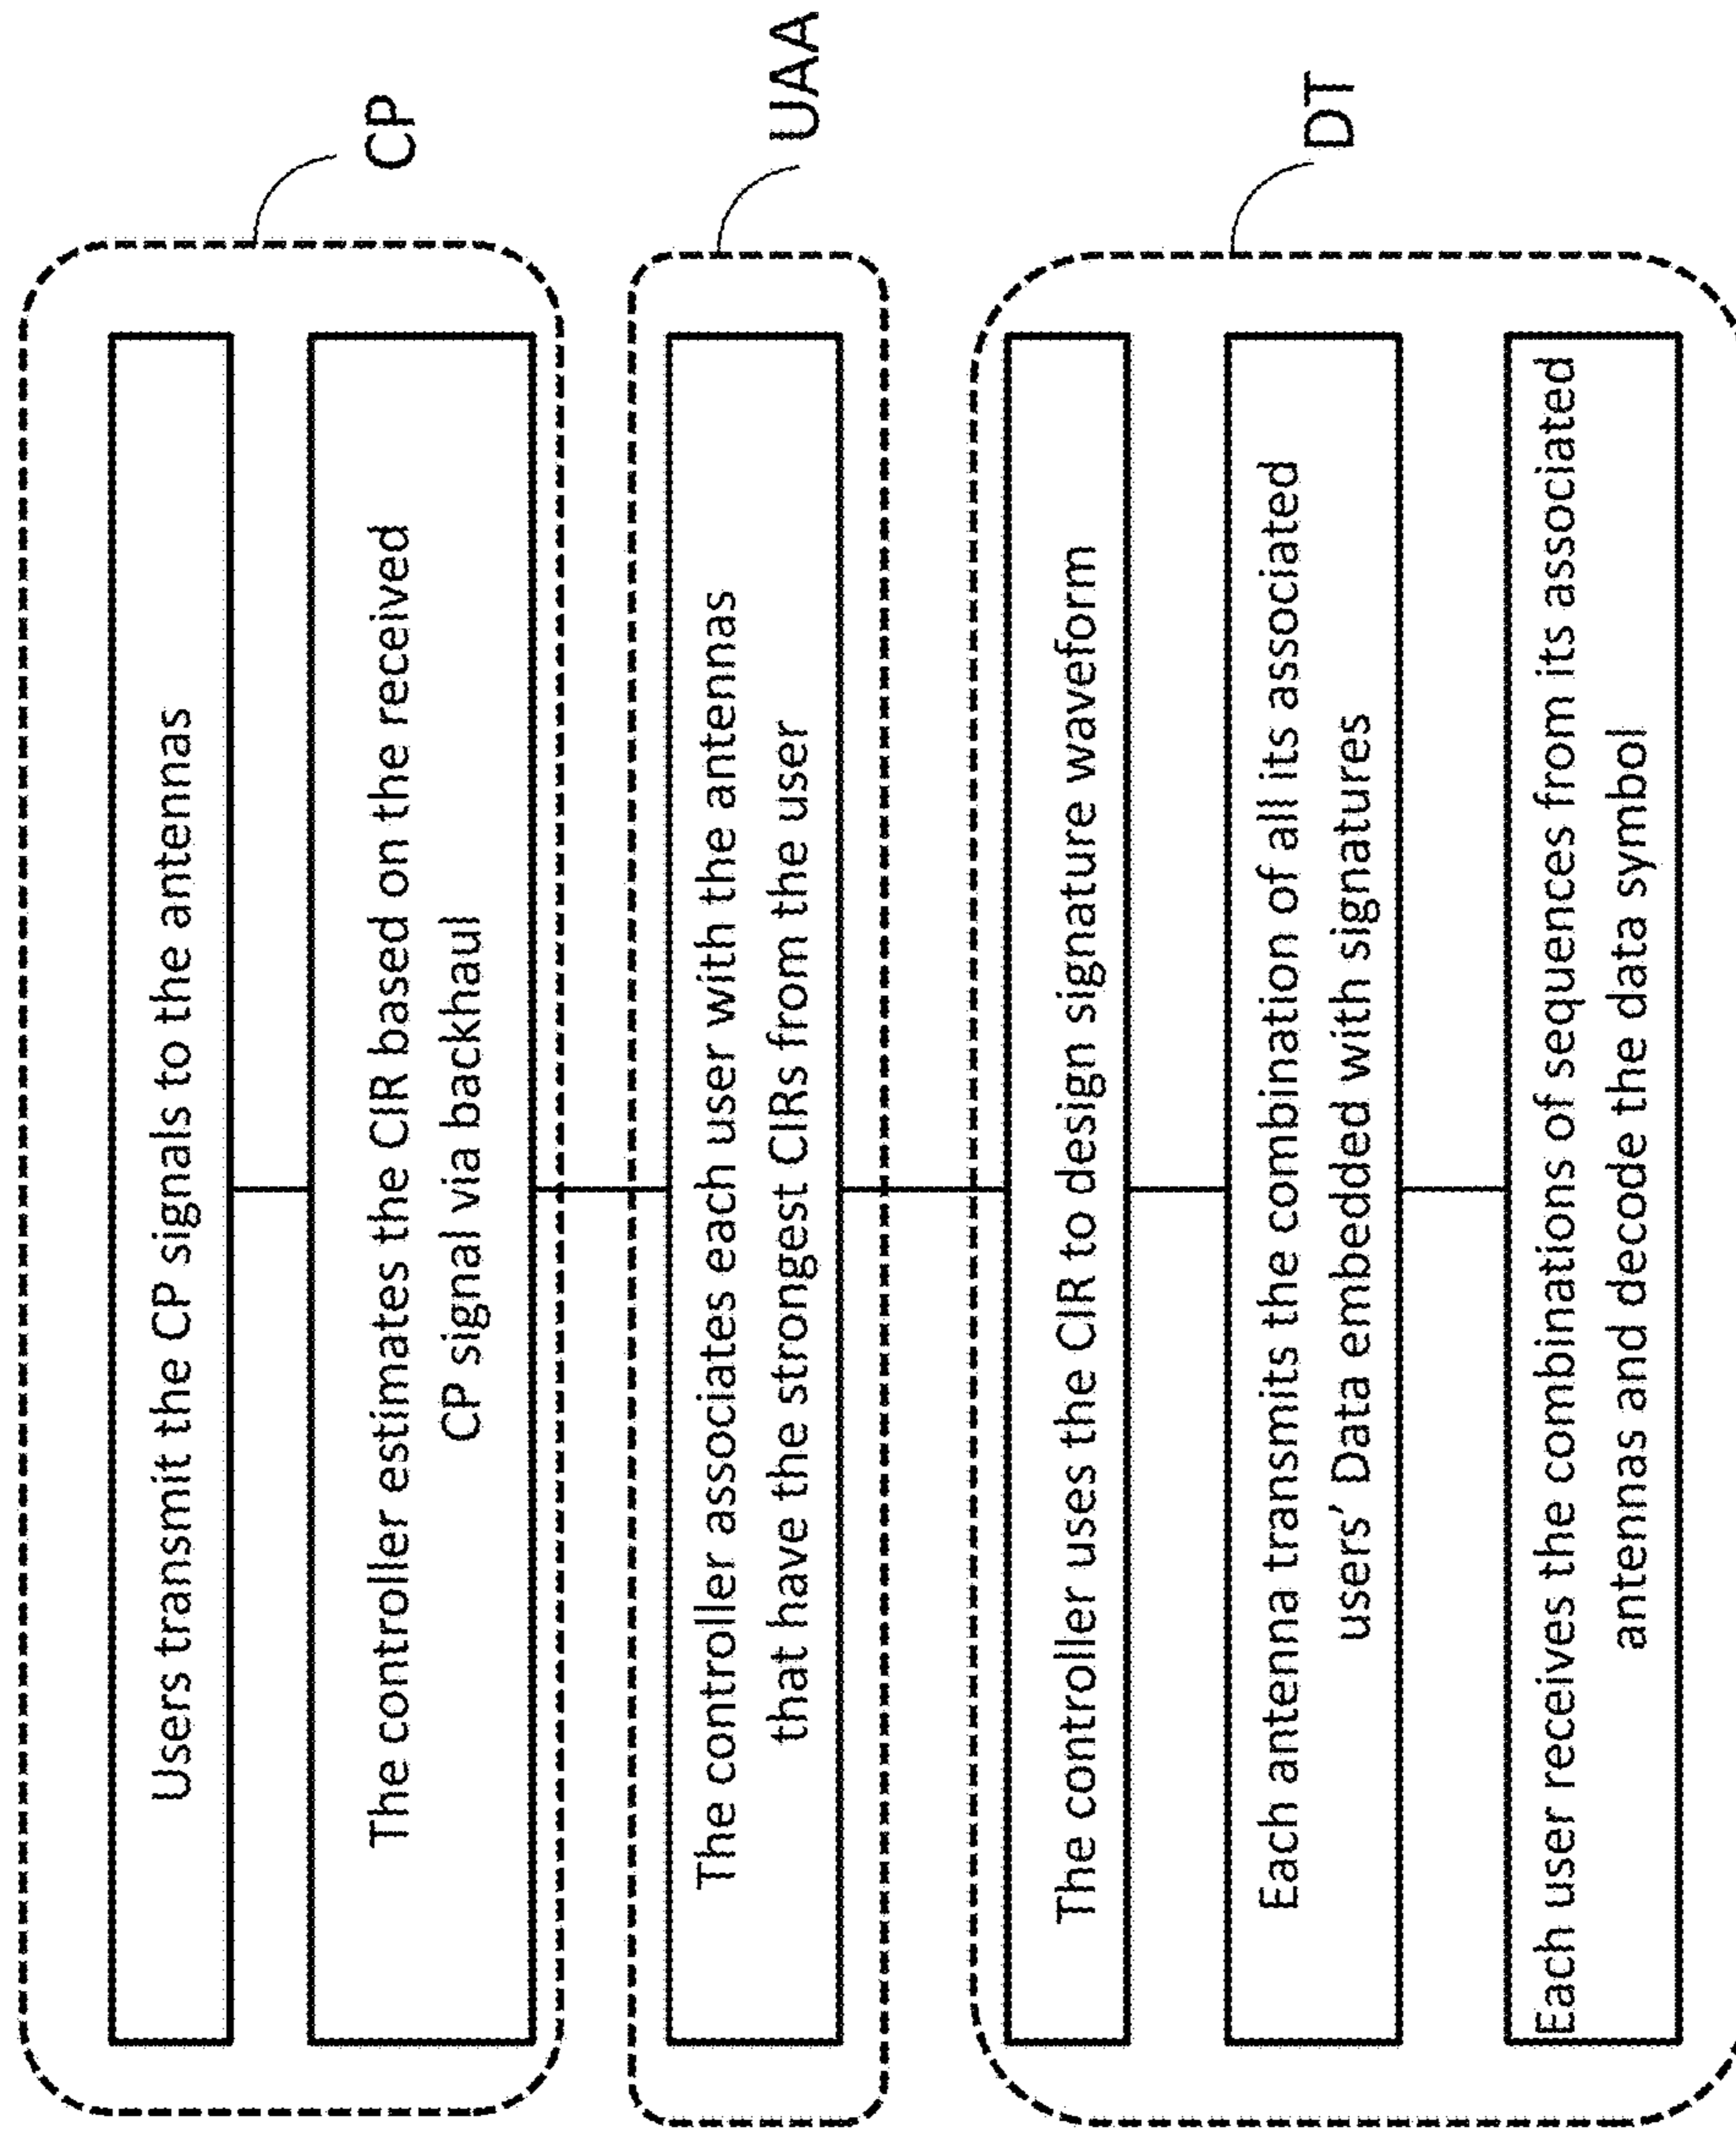 Users transmit the CP signals to the antennas
The controller estimates the CIR based on the received
CP signal via backhaul
CP
The controller associates each user with the antennas
that have the strongest CIRs from the user
UAA
The controller uses the CIR to design signature waveform
Each antenna transmits the combination of all its associated
users’ Data embedded with signatures
Each user receives the combinations of sequences from its associated
antennas and decode the data symbol
DT